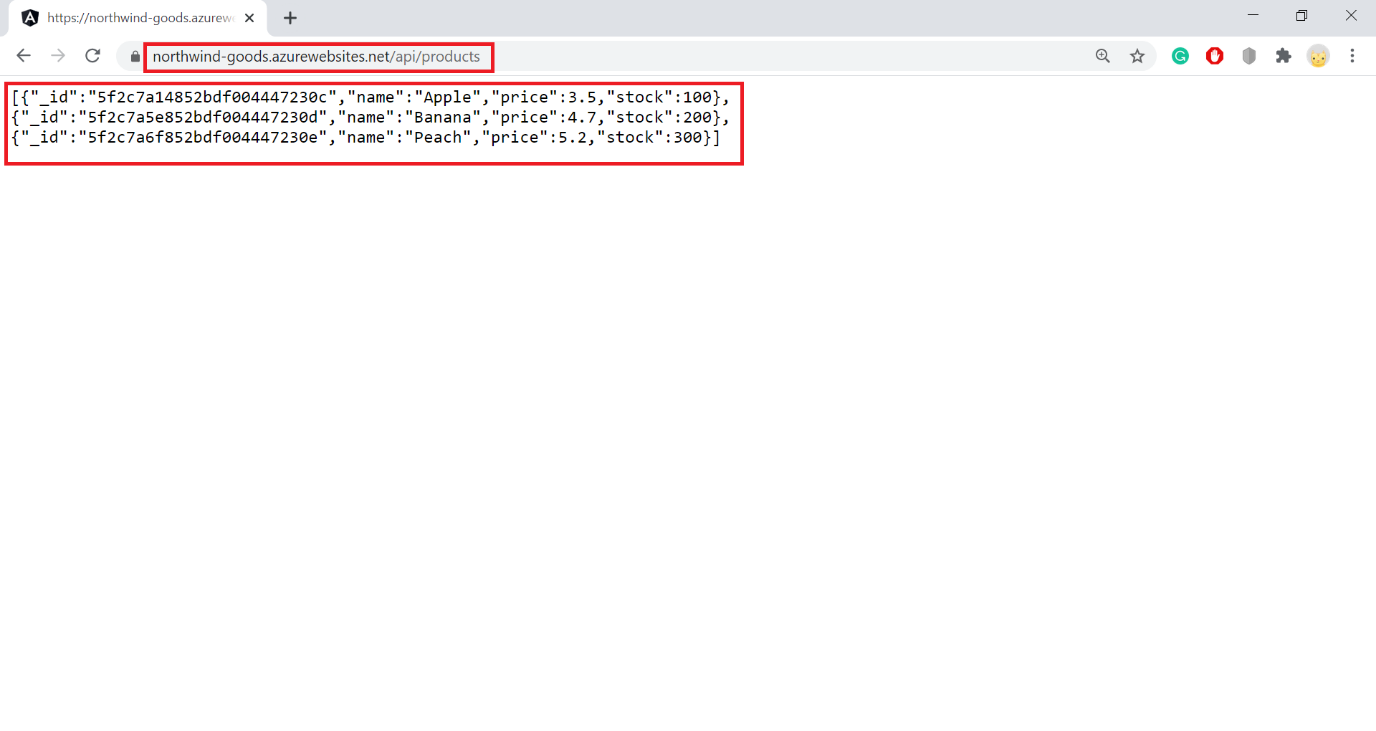 https://northwind-goods.azurewe
northwind-goods.azurewebsites.net/api/products
[{"_id":"5f2c7a14852bdf004447230c","name":"Apple","price":3.5,"stock":100},
{"_id":"5f2c7a5e852bdf004447230d","name":"Banana","price":4.7,"stock":200},
{"_id":"5f2c7a6f852bdf004447230e","name":"Peach","price":5.2,"stock":300}]